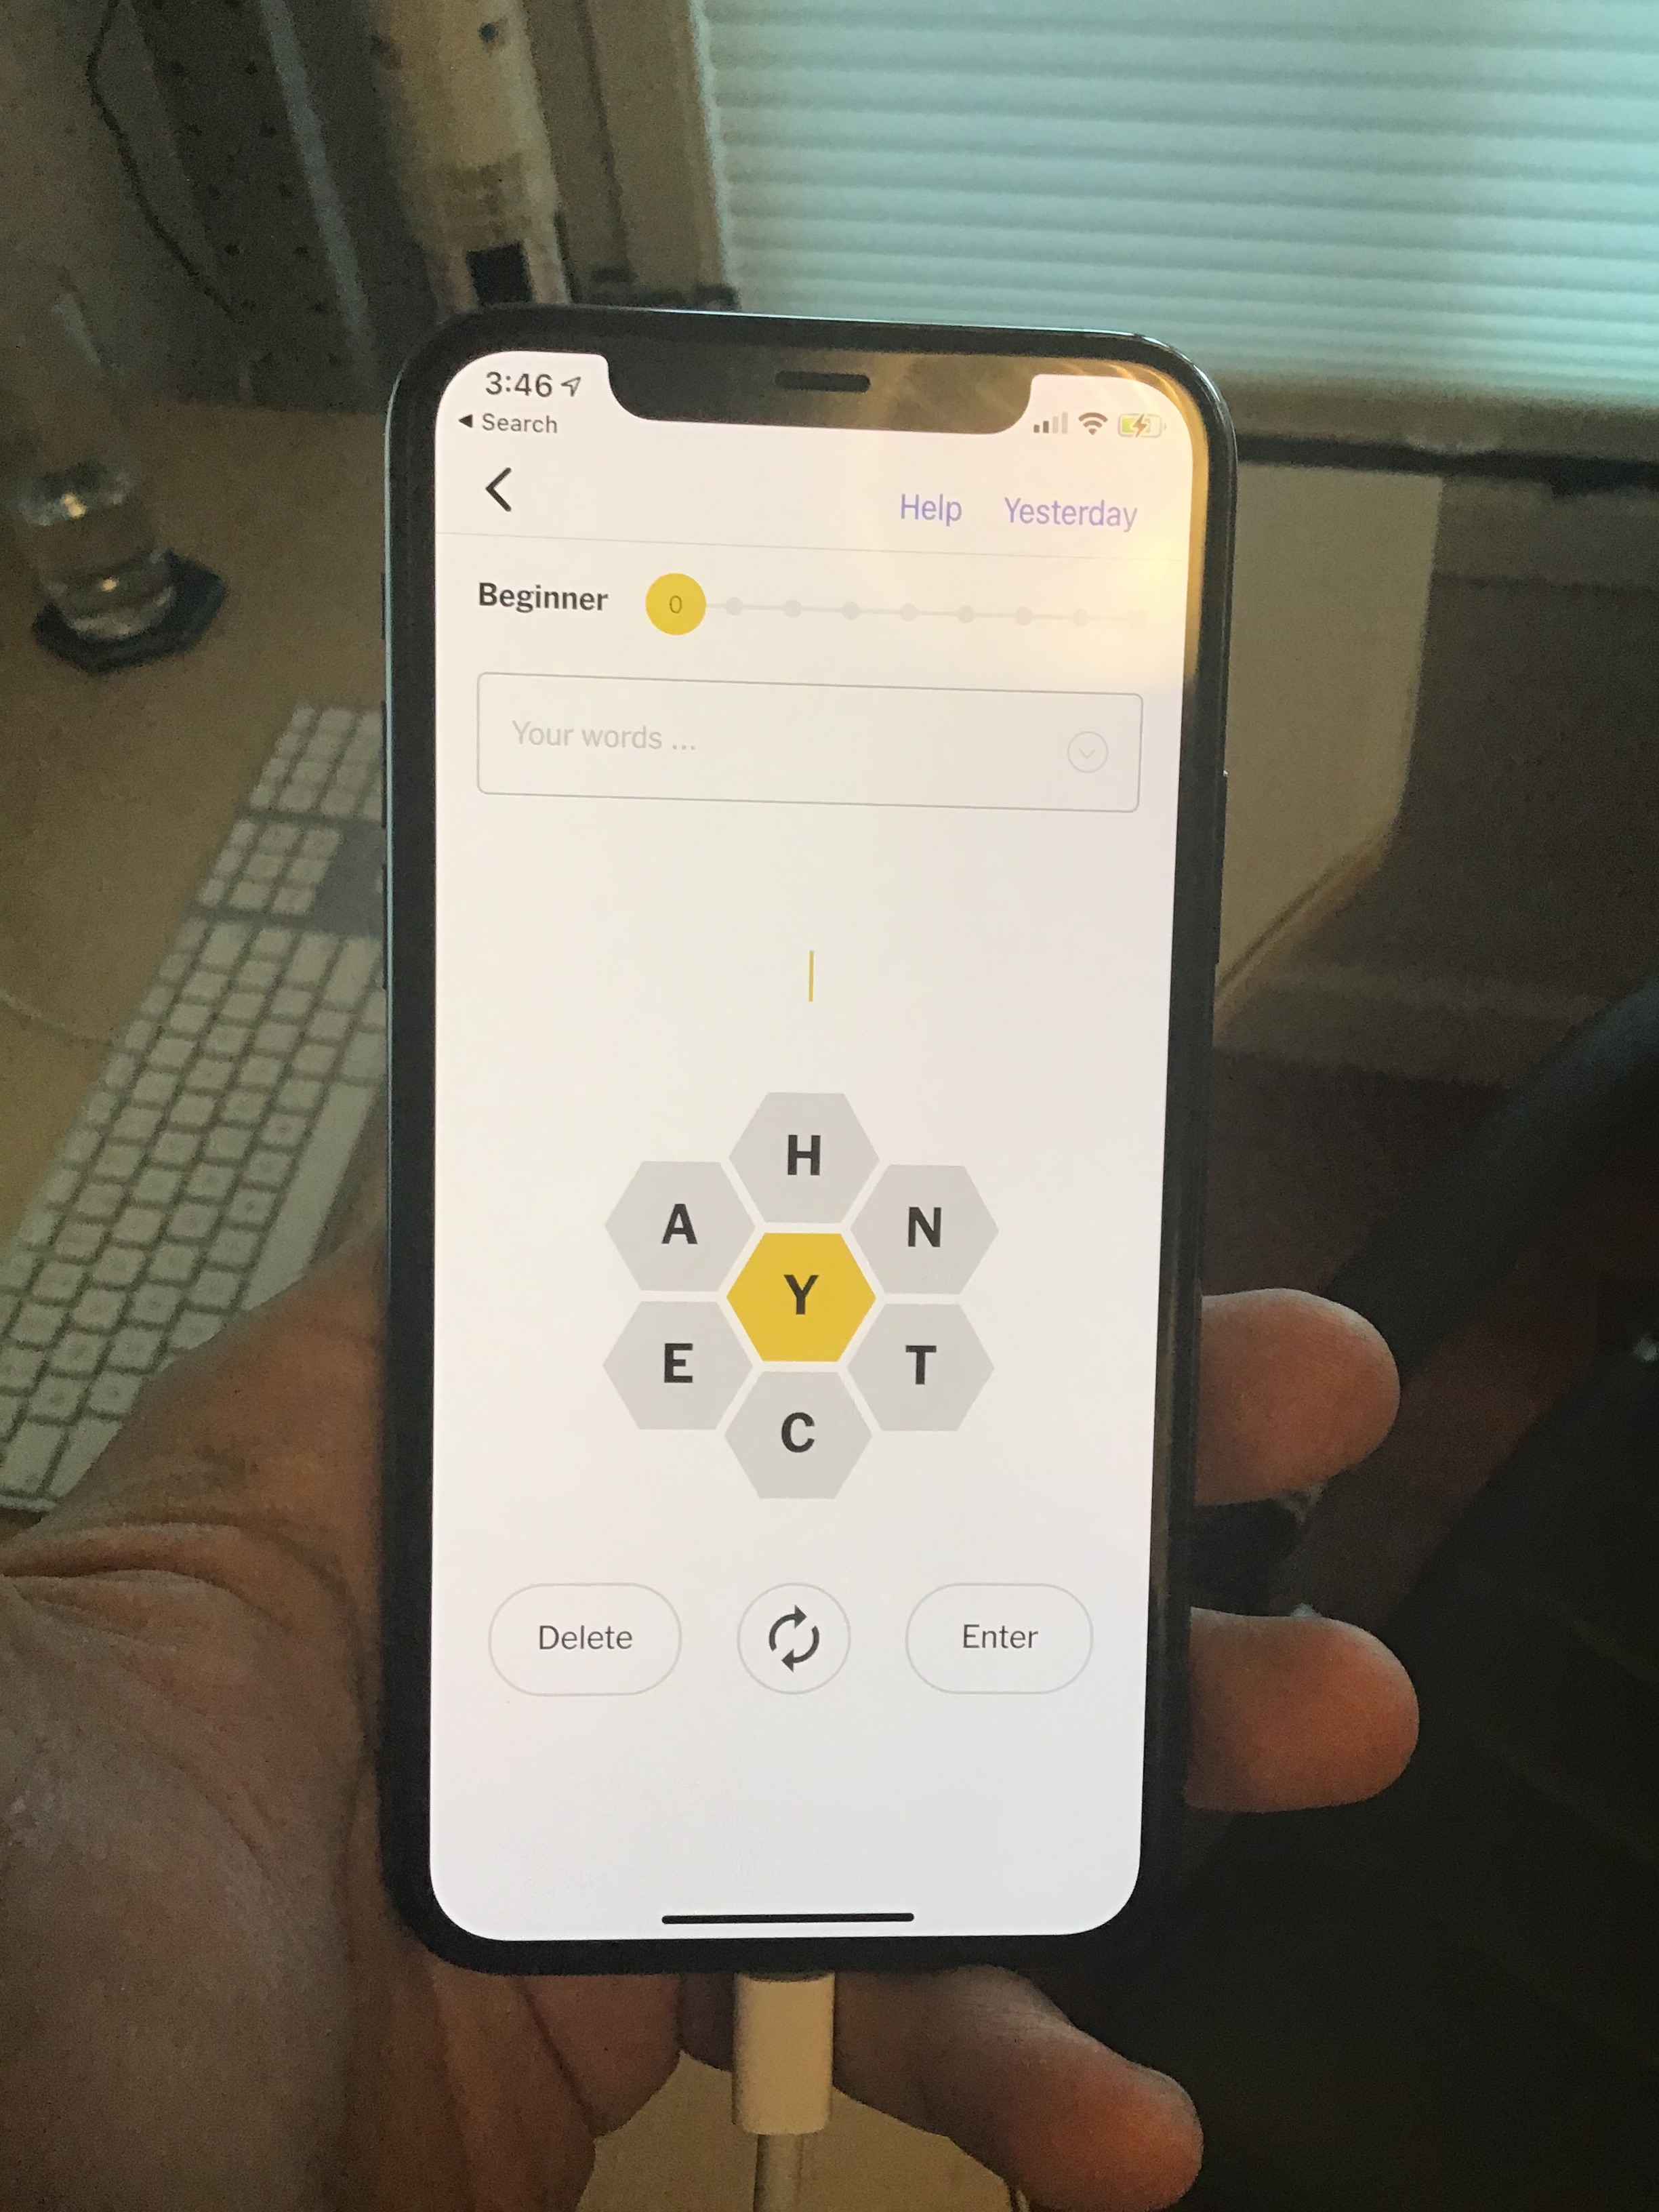 3:46
◀ Search
Help Yesterday
Beginner 0
Your words ...
H
A N
Y
E T
C
Delete Enter